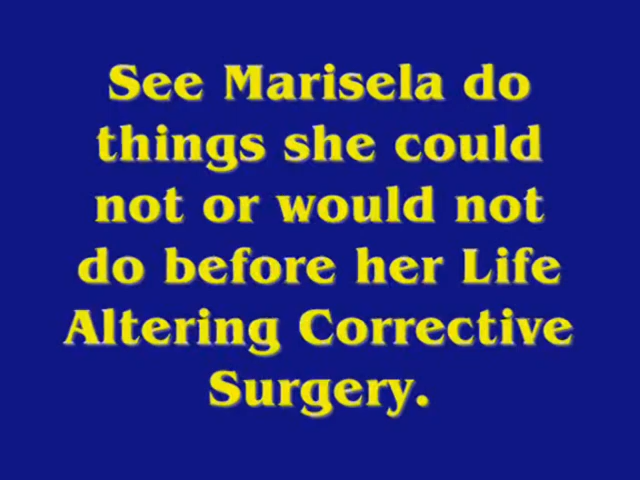 See Marisela do
things she could
not or would not
do before her Life
Altering Corrective
Surgery.